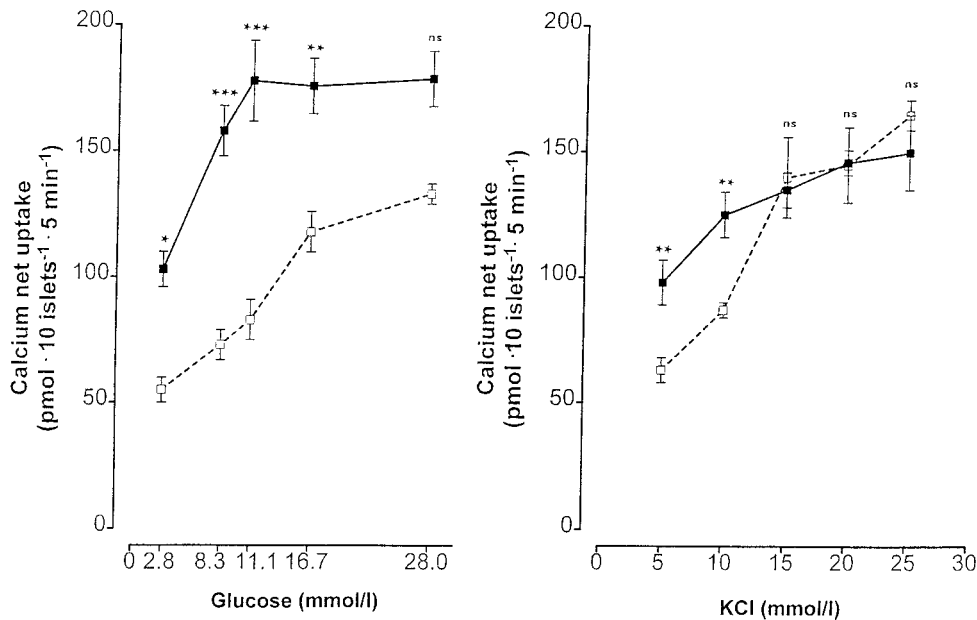 Calcium net uptake
(pmol · 10 islets⁻¹ · 5 min⁻¹)
200
150
100
50
0
*
***
***
**
ns
0 2.8 8.3 11.1 16.7 28.0
Glucose (mmol/l)
Calcium net uptake
(pmol · 10 islets⁻¹ · 5 min⁻¹)
200
150
100
50
0
**
**
ns
ns
ns
0 5 10 15 20 25 30
KCl (mmol/l)